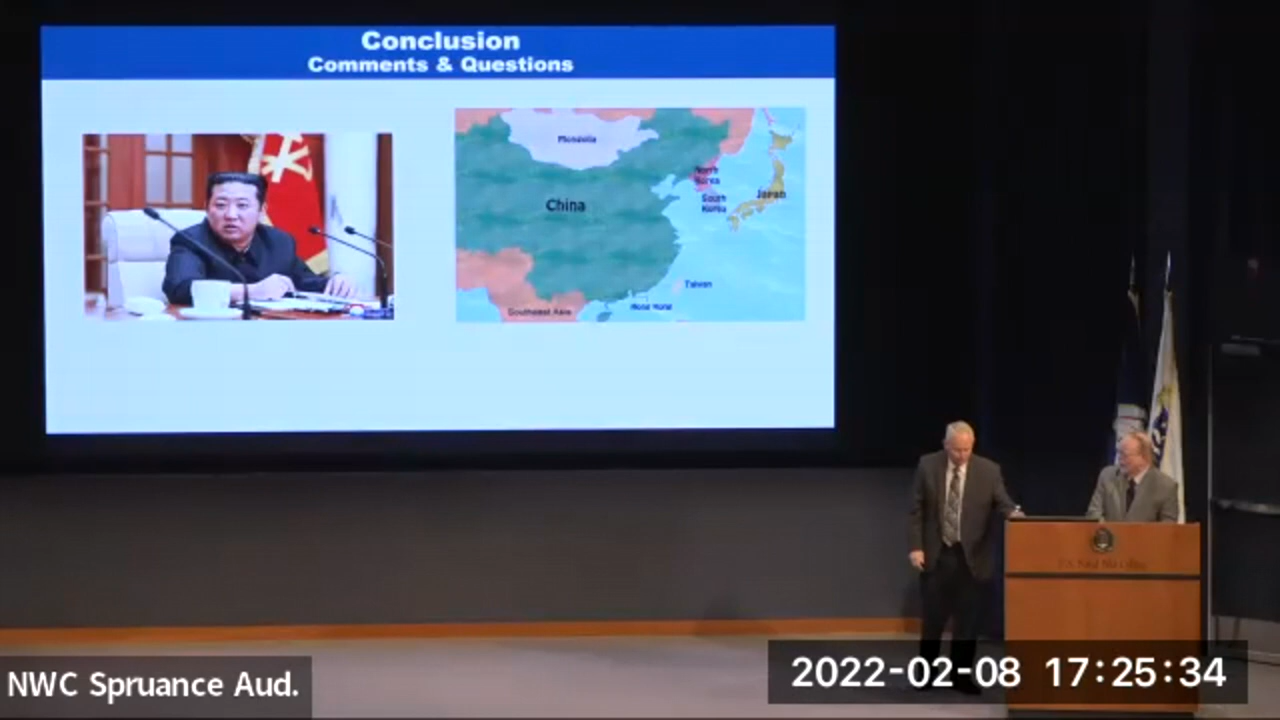 Conclusion
Comments & Questions
Mongolia
North
Korea
China
Japan
South
Korea
Taiwan
Hong Kong
Southeast Asia
NWC Spruance Aud.
2022-02-08 17:25:34